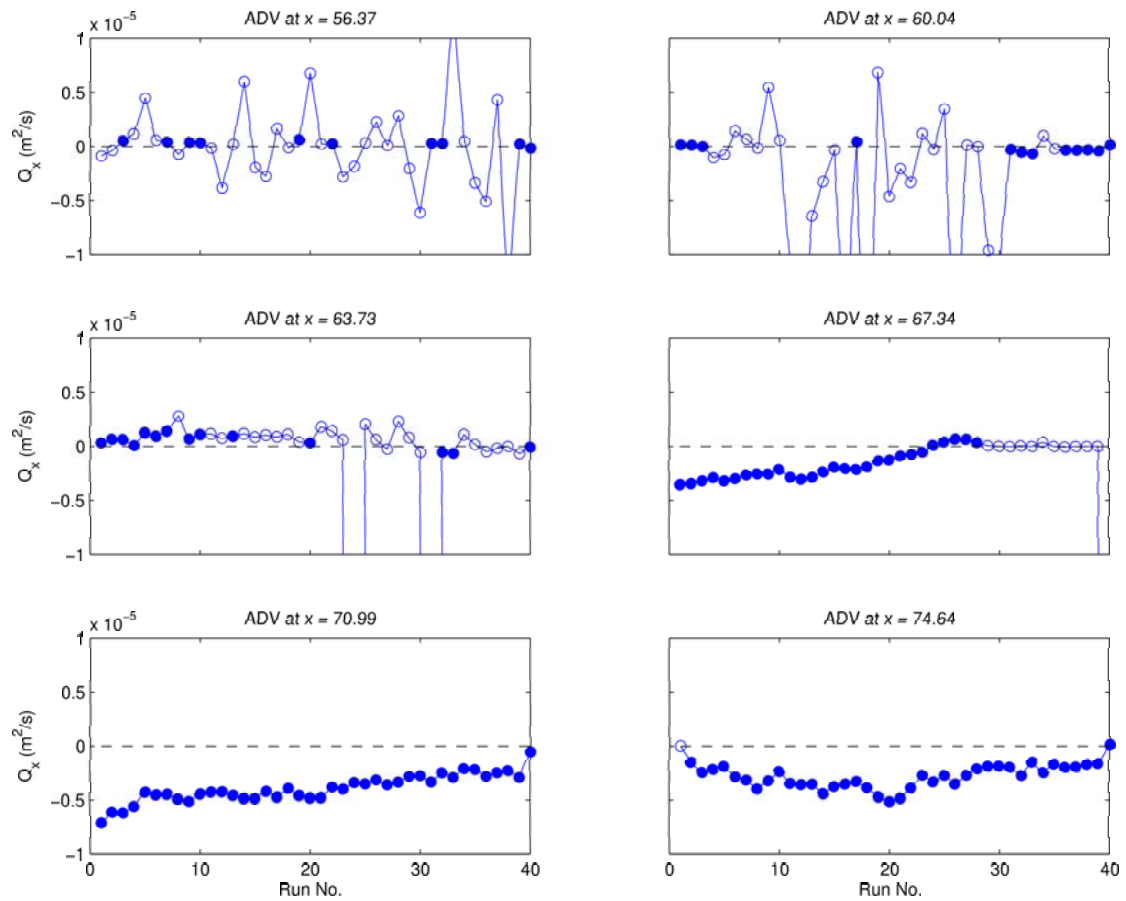 ADV at x = 56.37
ADV at x = 60.04
1 x 10⁻⁵
0.5
0
−0.5
−1
Q_x (m²/s)
ADV at x = 63.73
ADV at x = 67.34
1 x 10⁻⁵
0.5
0
−0.5
−1
Q_x (m²/s)
ADV at x = 70.99
ADV at x = 74.64
1 x 10⁻⁵
0.5
0
−0.5
−1
Q_x (m²/s)
0 10 20 30 40
0 10 20 30 40
Run No.
Run No.